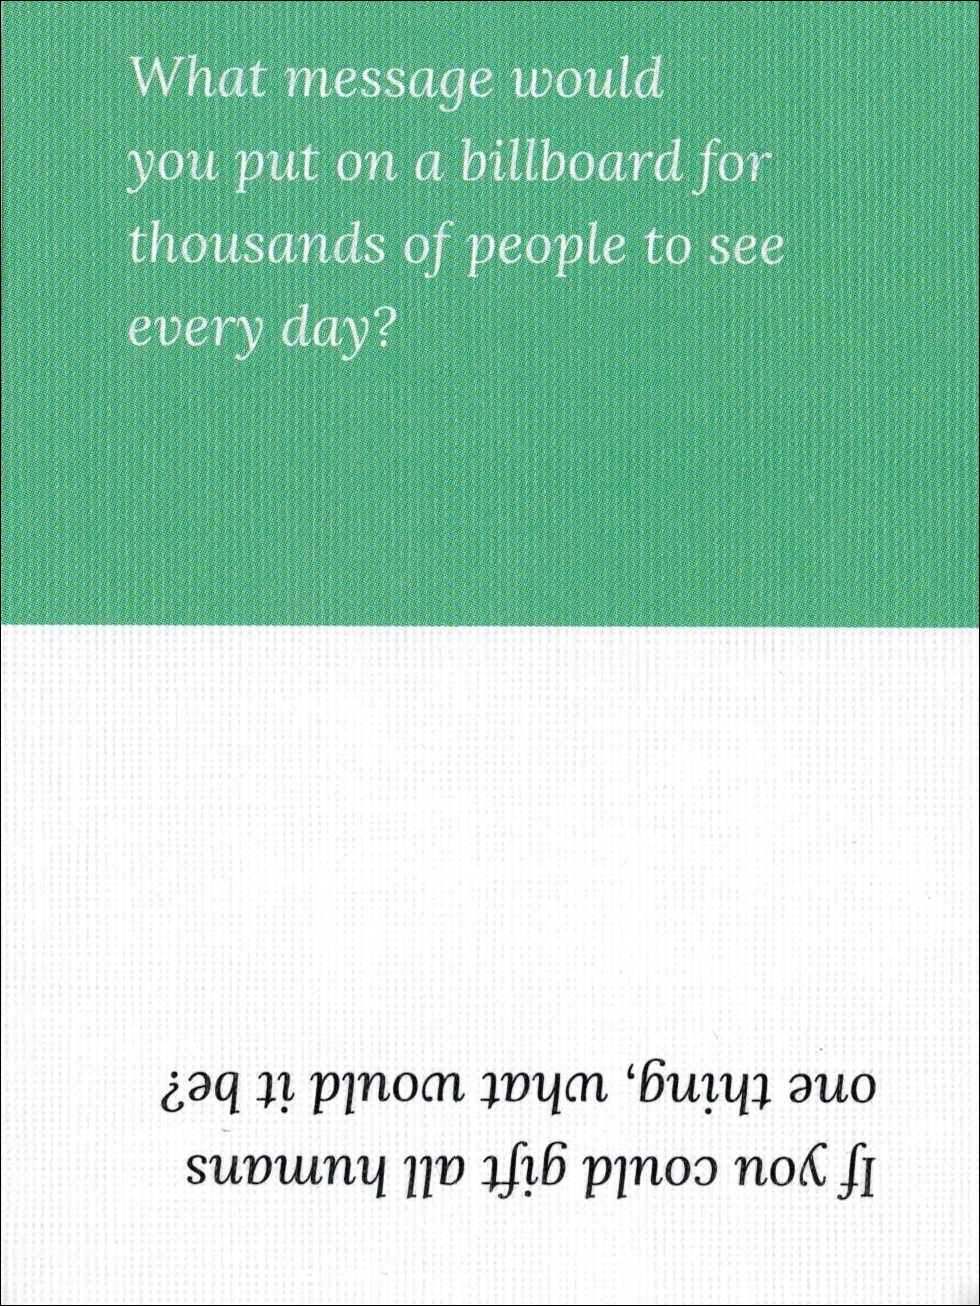 What message would
you put on a billboard for
thousands of people to see
every day?
If you could gift all humans
one thing, what would it be?